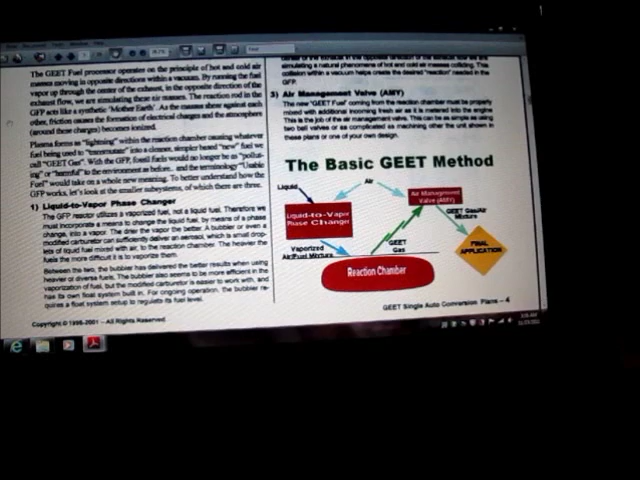 The GEET Fuel processor operates on the principle of hot and cold air
masses moving in opposite directions within a vacuum. By running the fuel
vapor up through the center of the exhaust, in the opposite direction of the
exhaust flow, we are simulating these air masses. The reaction rod in the
GFP acts like a synthetic "Mother Earth". As the masses shear against each
other, friction causes the formation of electrical charges and the atmosphere
(around these charges) becomes ionized.
Plasma forms as "lightning" within the reaction chamber causing whatever
fuel being used to "transmutate" into a cleaner, simpler based "new" fuel we
call "GEET Gas". With the GFP, fossil fuels would no longer be as "pollut-
ing" or "harmful" to the environment as before... and the terminology "Usable
Fuel" would take on a whole new meaning. To better understand how the
GFP works, let's look at the smaller subsystems, of which there are three.
1) Liquid-to-Vapor Phase Changer
The GFP reactor utilizes a vaporized fuel, not a liquid fuel. Therefore we
must incorporate a means to change the liquid fuel, by means of a phase
change, into a vapor. The drier the vapor the better. A bubbler or even a
modified carburetor can sufficiently deliver an aerosol, which is small drop-
lets of liquid fuel mixed with air, to the reaction chamber. The heavier the
fuels the more difficult it is to vaporize them.
Between the two, the bubbler has delivered the better results when using
heavier or diverse fuels. The bubbler also seems to be more efficient in the
vaporization of fuel, but the modified carburetor is easier to work with, and
has its own float system built in. For ongoing operation, the bubbler re-
quires a float system setup to regulate its fuel level.
Copyright © 1995-2001 – All Rights Reserved.
simulating a natural phenomena of hot and cold air masses colliding. This
collision within a vacuum helps create the desired "reaction" needed in the
GFP.
3) Air Management Valve (AMV)
The new "GEET Fuel" coming from the reaction chamber must be properly
mixed with additional incoming fresh air as it is metered into the engine
This is the job of the air management valve. This can be as simple as using
two ball valves or as complicated as machining other the unit shown in
these plans or one of your own design.
The Basic GEET Method
Liquid
Air
Air Management
Valve (AMV)
Liquid-to-Vapor
Phase Changer
GEET Gas/Air
Mixture
Vaporized
Air/Fuel Mixture
GEET
Gas
FINAL
APPLICATION
Reaction Chamber
GEET Single Auto Conversion Plans – 4